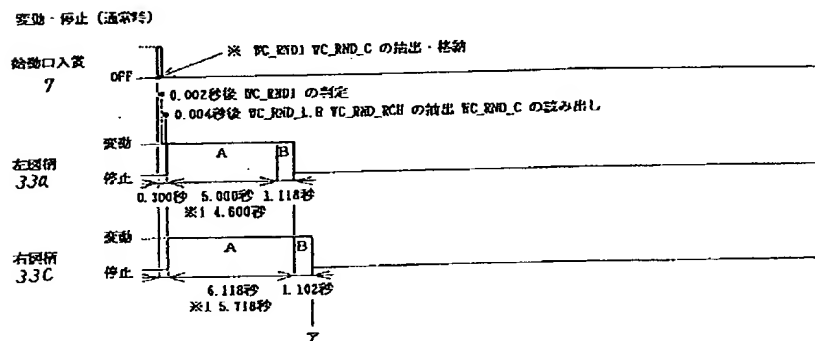 変動・停止 (通常時)
始動口入賞
7
OFF
※ WC_RND1 WC_RND_C の抽出・格納
0.002秒後 WC_RND1 の判定
0.004秒後 WC_RND_L.R WC_RND_RCH の抽出 WC_RND_C の読み出し
左図柄
33a
変動
停止
A
B
0.300秒
5.000秒
1.118秒
※1 4.600秒
右図柄
33C
変動
停止
A
B
6.118秒
1.102秒
※1 5.718秒
ア